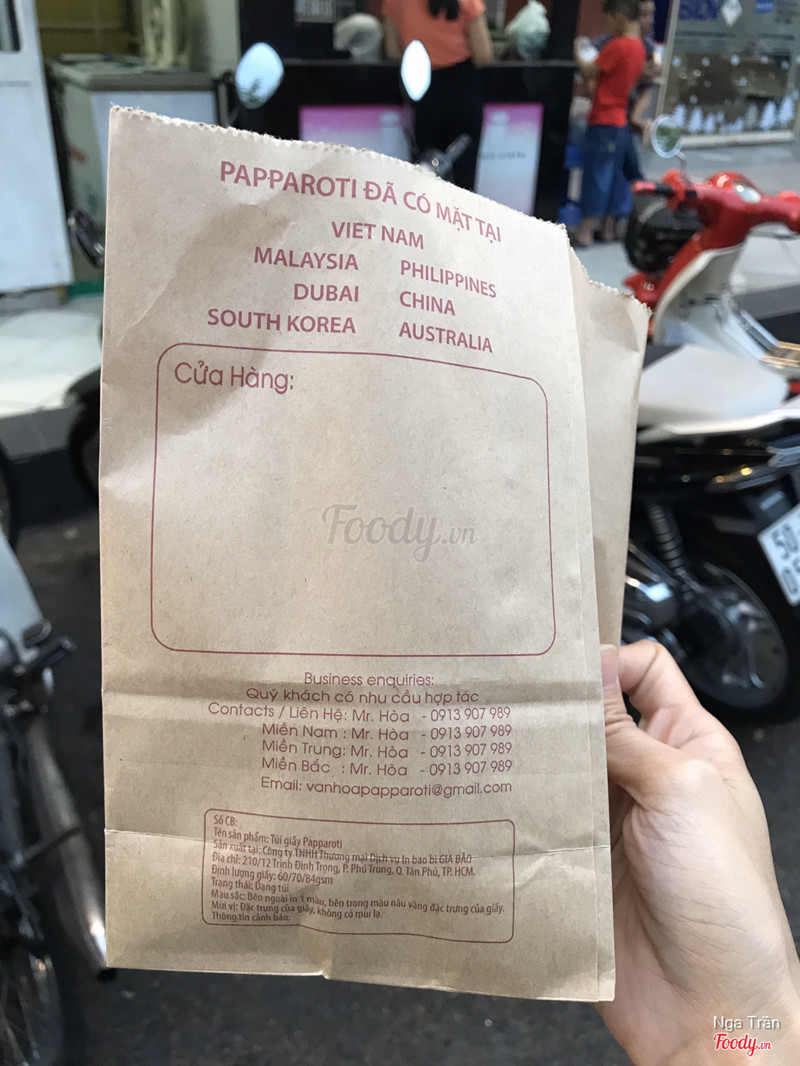 PAPPAROTI ĐÃ CÓ MẶT TẠI
VIET NAM
MALAYSIA PHILIPPINES
DUBAI CHINA
SOUTH KOREA AUSTRALIA
Cửa Hàng:
Foody.vn
Business enquiries:
Quý khách có nhu cầu hợp tác
Contacts / Liên Hệ: Mr. Hòa - 0913 907 989
Miền Nam : Mr. Hòa - 0913 907 989
Miền Trung: Mr. Hòa - 0913 907 989
Miền Bắc : Mr. Hòa - 0913 907 989
Email: vanhoapapparoti@gmail.com
Số CB:
Tên sản phẩm: Túi giấy Papparoti
Sản xuất tại: Công ty TNHH Thương mại Dịch vụ In bao bì GIA BẢO
Địa chỉ: 210/12 Trịnh Đình Trọng, P. Phú Trung. Q. Tân Phú, TP. HCM.
Định lượng giấy: 60/70/84gsm
Trạng thái: Dạng túi
Màu sắc: Bên ngoài in 1 màu, bên trong màu nâu vàng đặc trưng của giấy.
Mùi vị: Đặc trưng của giấy, không có mùi lạ.
Thông tin cảnh báo:
Nga Trần
Foody.vn